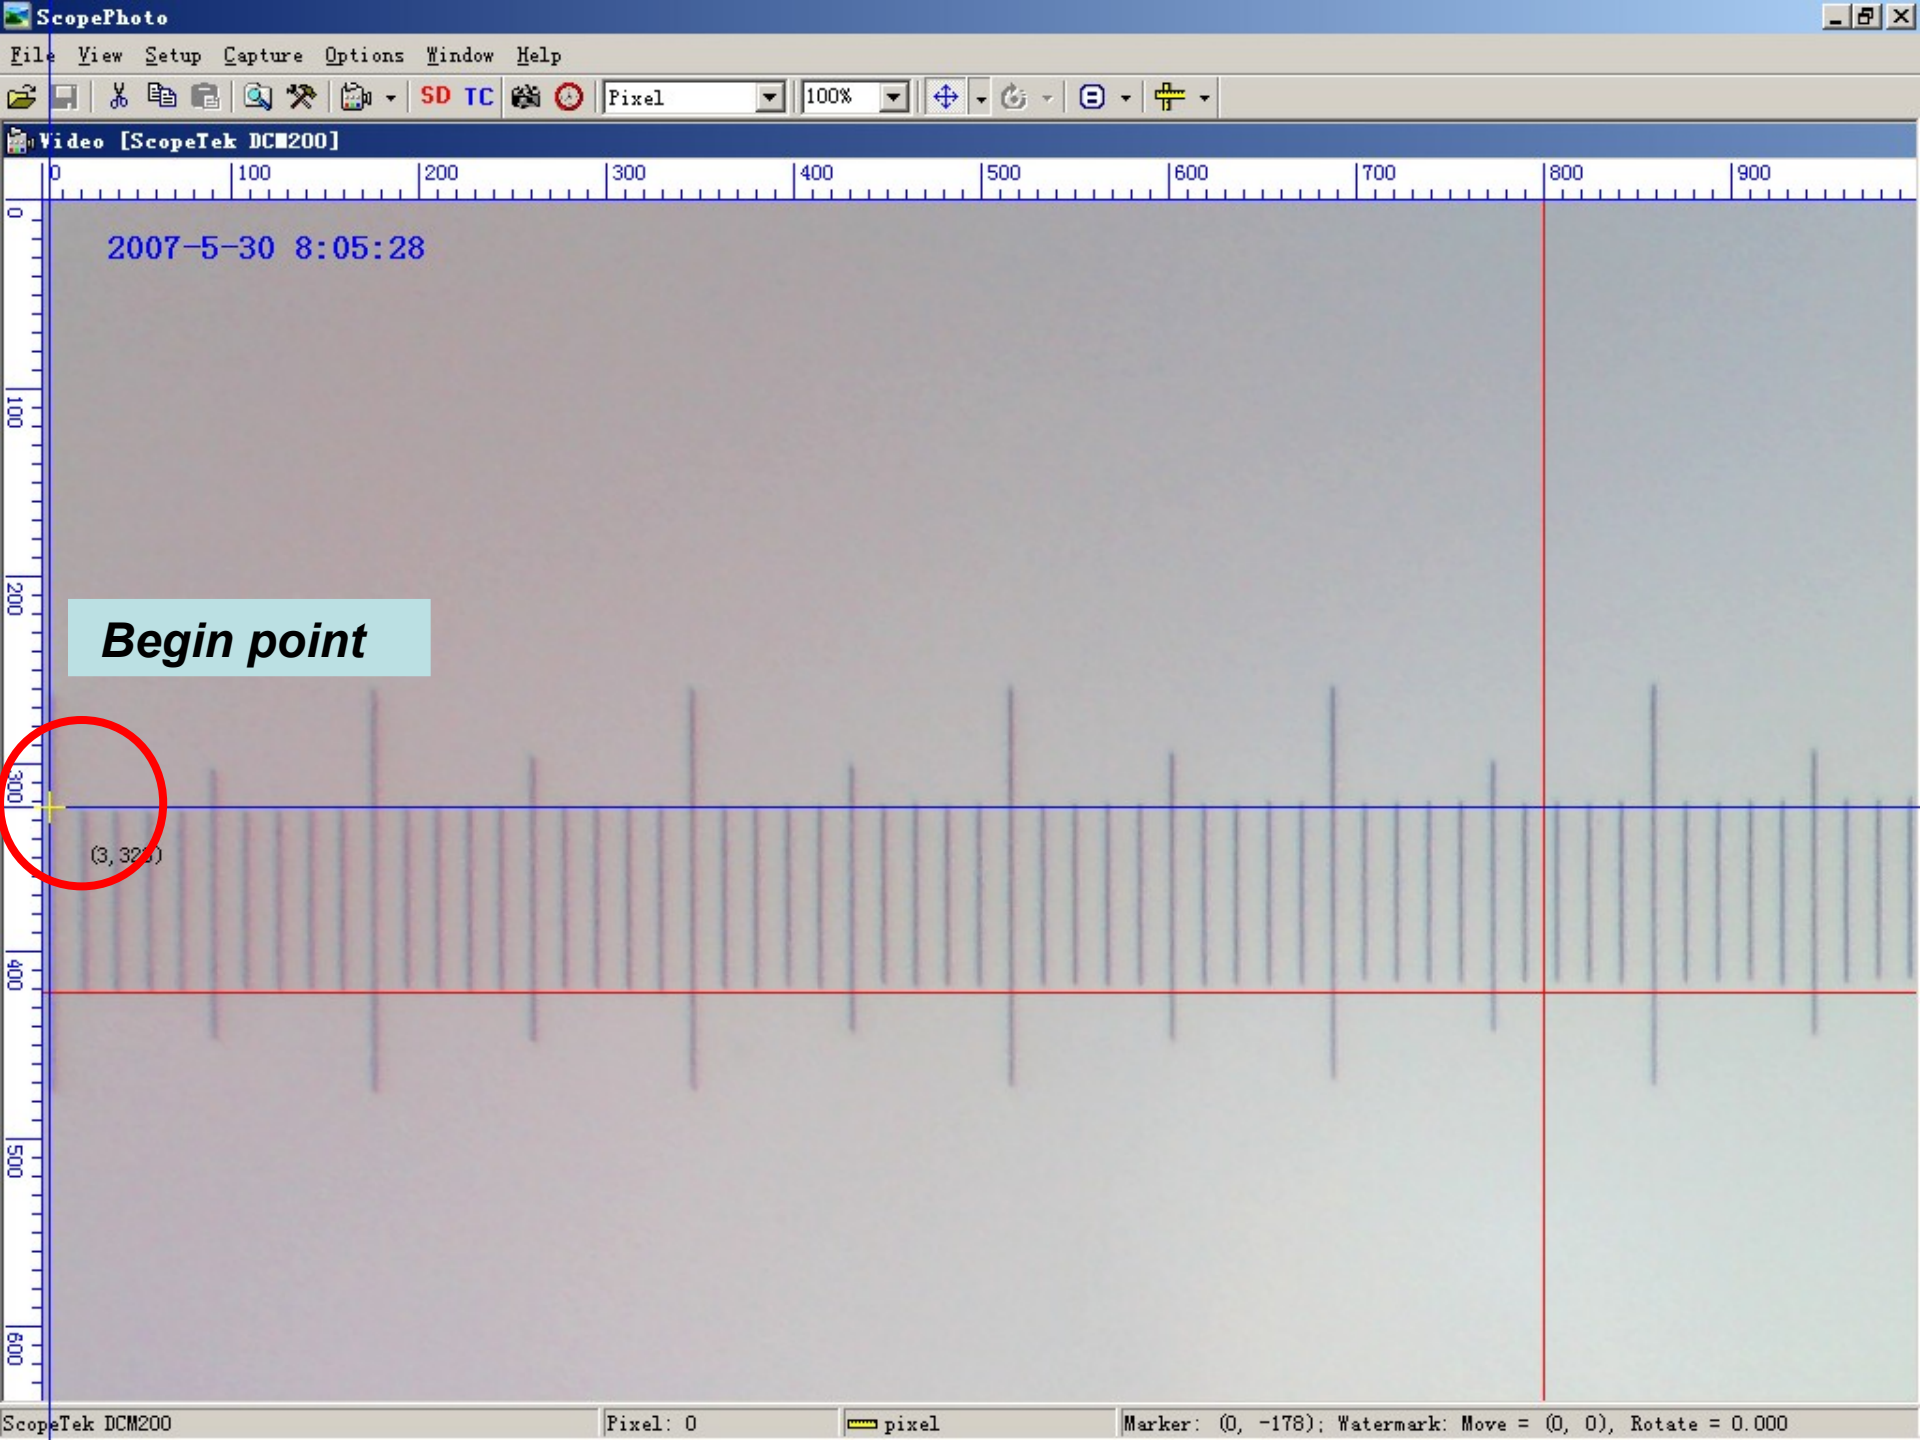 ScopePhoto
File View Setup Capture Options Window Help
SD TC Pixel 100%
Video [ScopeTek DCM200]
0 100 200 300 400 500 600 700 800 900
0
2007-5-30 8:05:28
100
200
Begin point
300
(3, 323)
400
500
600
ScopeTek DCM200 Pixel: 0 pixel Marker: (0, -178); Watermark: Move = (0, 0), Rotate = 0.000